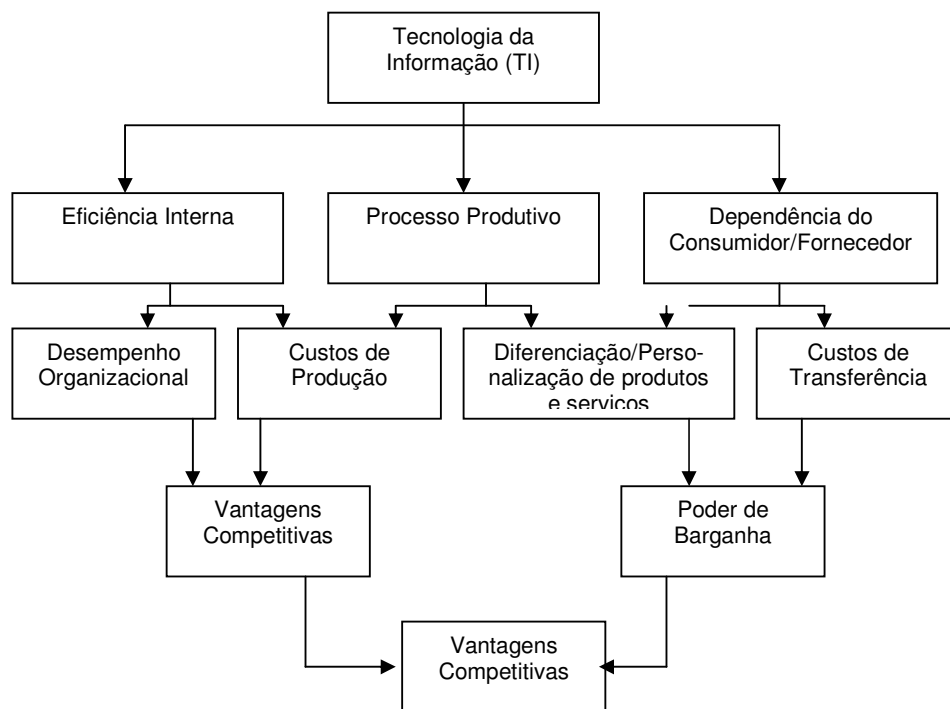 Tecnologia da
Informação (TI)
Eficiência Interna
Processo Produtivo
Dependência do
Consumidor/Fornecedor
Desempenho
Organizacional
Custos de
Produção
Diferenciação/Perso-
nalização de produtos
e serviços
Custos de
Transferência
Vantagens
Competitivas
Poder de
Barganha
Vantagens
Competitivas